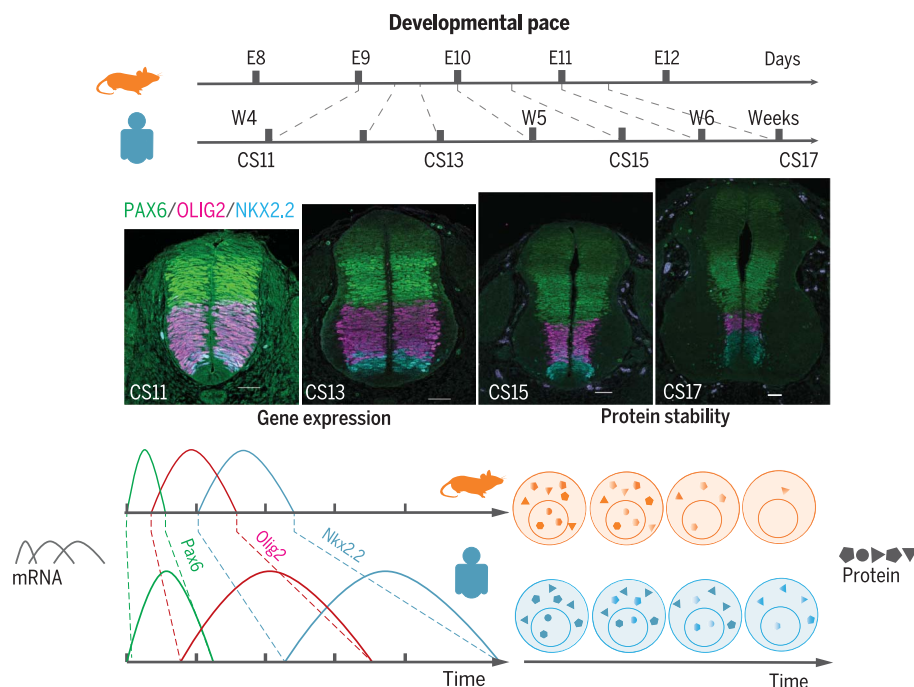 Developmental pace
E8 E9 E10 E11 E12 Days
W4 W5 W6 Weeks
CS11 CS13 CS15 CS17
PAX6/OLIG2/NKX2.2
CS11 CS13 CS15 CS17
Gene expression Protein stability
mRNA
Pax6
Olig2
Nkx2.2
Protein
Time Time